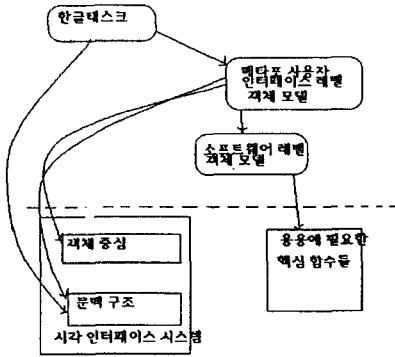 한글태스크
메타포 사용자
인터페이스 레벨
객체 모델
소프트웨어 레벨
객체 모델
객체 중심
문맥 구조
시각 인터페이스 시스템
응용에 필요한
핵심 함수들